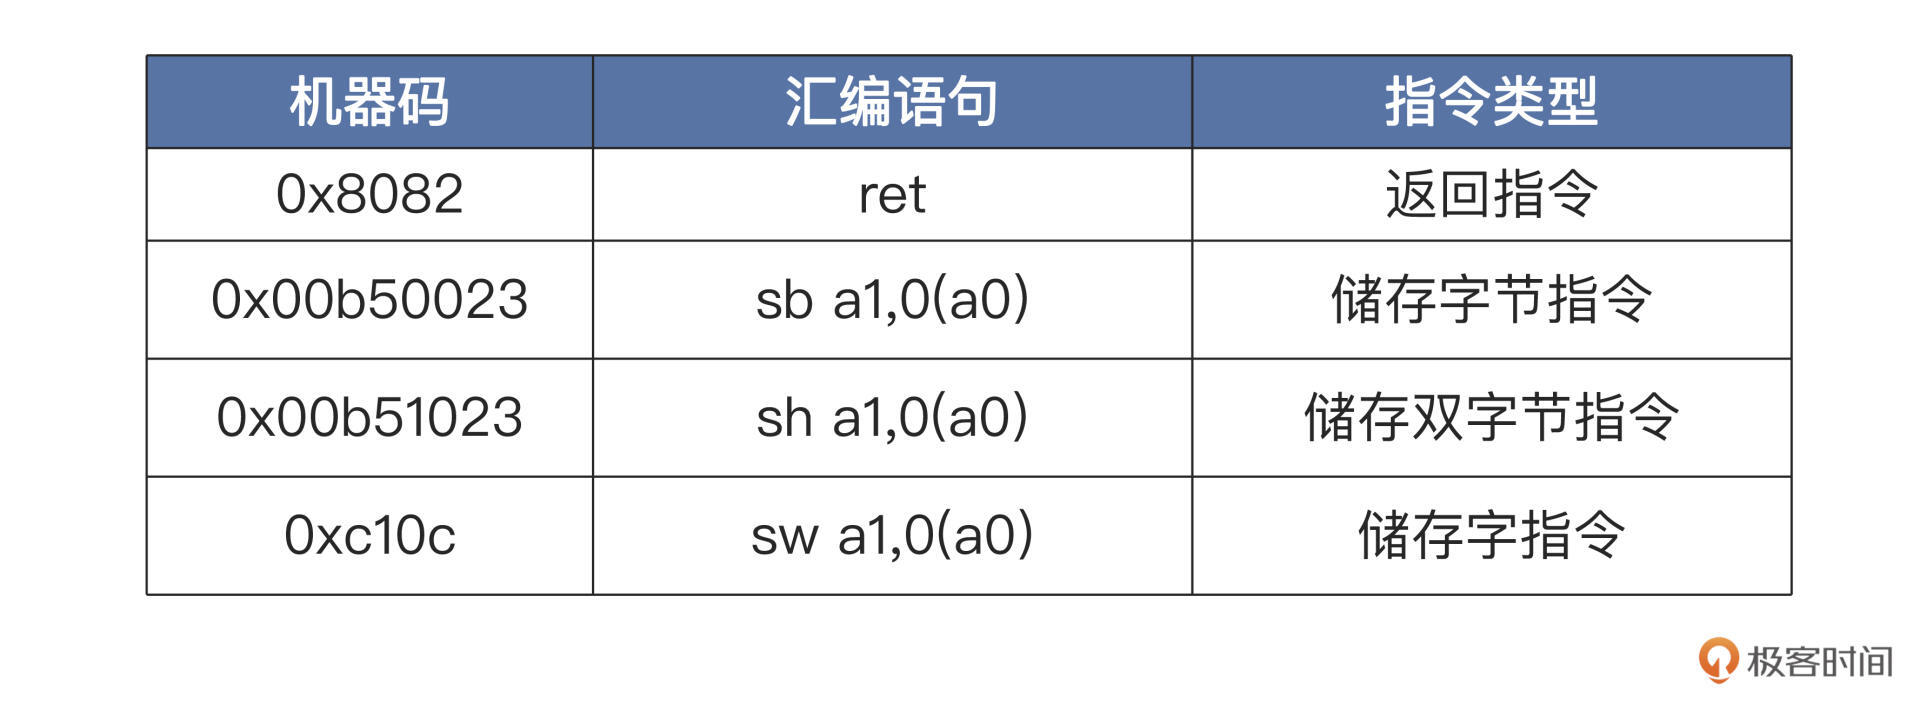 机器码 汇编语句 指令类型
0x8082 ret 返回指令
0x00b50023 sb a1,0(a0) 储存字节指令
0x00b51023 sh a1,0(a0) 储存双字节指令
0xc10c sw a1,0(a0) 储存字指令
极客时间